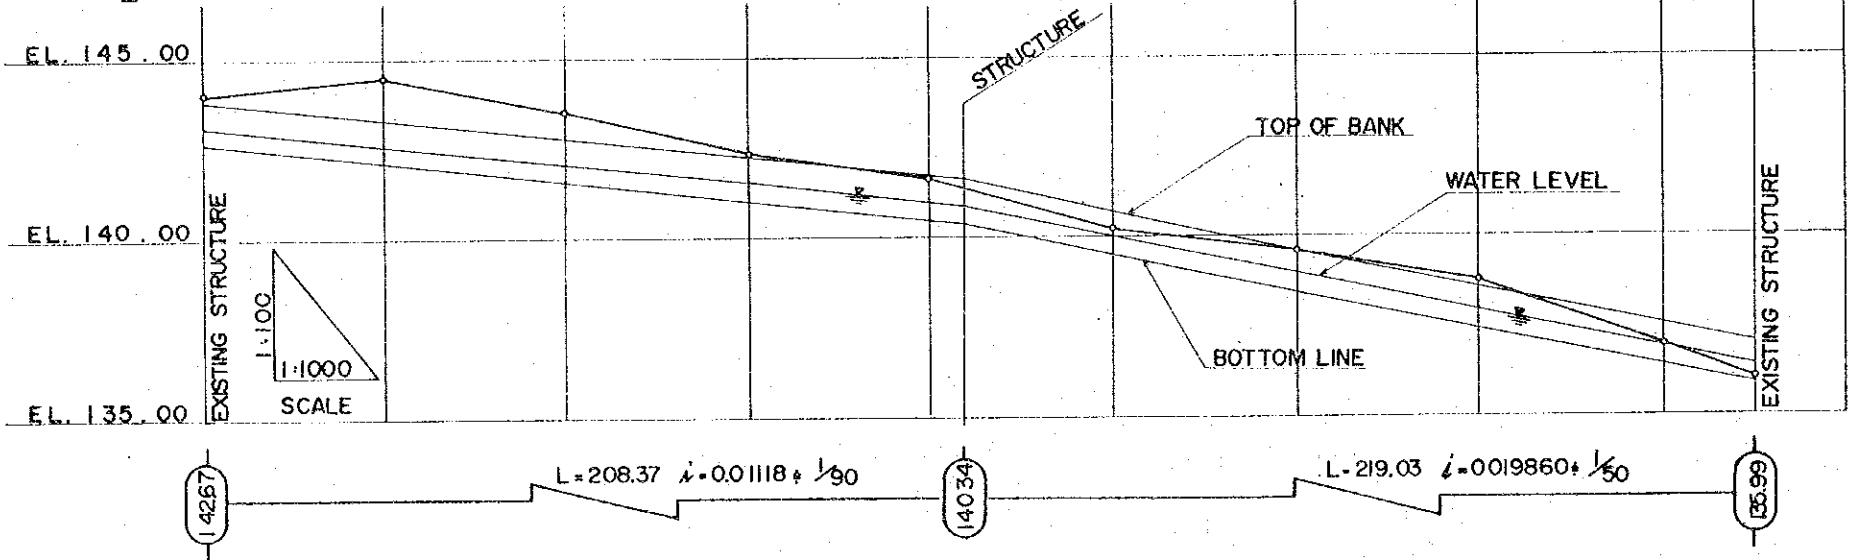 EL. 145.00
STRUCTURE
TOP OF BANK
WATER LEVEL
EL. 140.00
EXISTING STRUCTURE
EXISTING STRUCTURE
1:100
1:1000
SCALE
BOTTOM LINE
EL. 135.00
L=208.37 i=0.01118≑ 1/90
L=219.03 i=0019860≑ 1/50
142.67
140.34
135.99